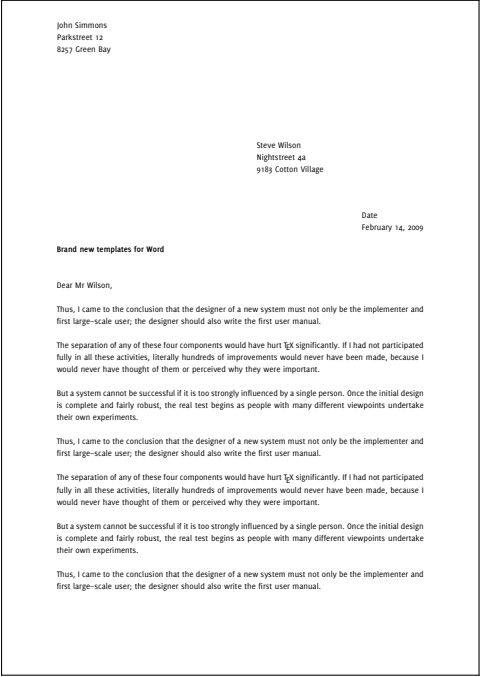 John Simmons
Parkstreet 12
8257 Green Bay
Steve Wilson
Nightstreet 4a
9183 Cotton Village
Date
February 14, 2009
Brand new templates for Word
Dear Mr Wilson,
Thus, I came to the conclusion that the designer of a new system must not only be the implementer and
first large-scale user; the designer should also write the first user manual.
The separation of any of these four components would have hurt TEX significantly. If I had not participated
fully in all these activities, literally hundreds of improvements would never have been made, because I
would never have thought of them or perceived why they were important.
But a system cannot be successful if it is too strongly influenced by a single person. Once the initial design
is complete and fairly robust, the real test begins as people with many different viewpoints undertake
their own experiments.
Thus, I came to the conclusion that the designer of a new system must not only be the implementer and
first large-scale user; the designer should also write the first user manual.
The separation of any of these four components would have hurt TEX significantly. If I had not participated
fully in all these activities, literally hundreds of improvements would never have been made, because I
would never have thought of them or perceived why they were important.
But a system cannot be successful if it is too strongly influenced by a single person. Once the initial design
is complete and fairly robust, the real test begins as people with many different viewpoints undertake
their own experiments.
Thus, I came to the conclusion that the designer of a new system must not only be the implementer and
first large-scale user; the designer should also write the first user manual.